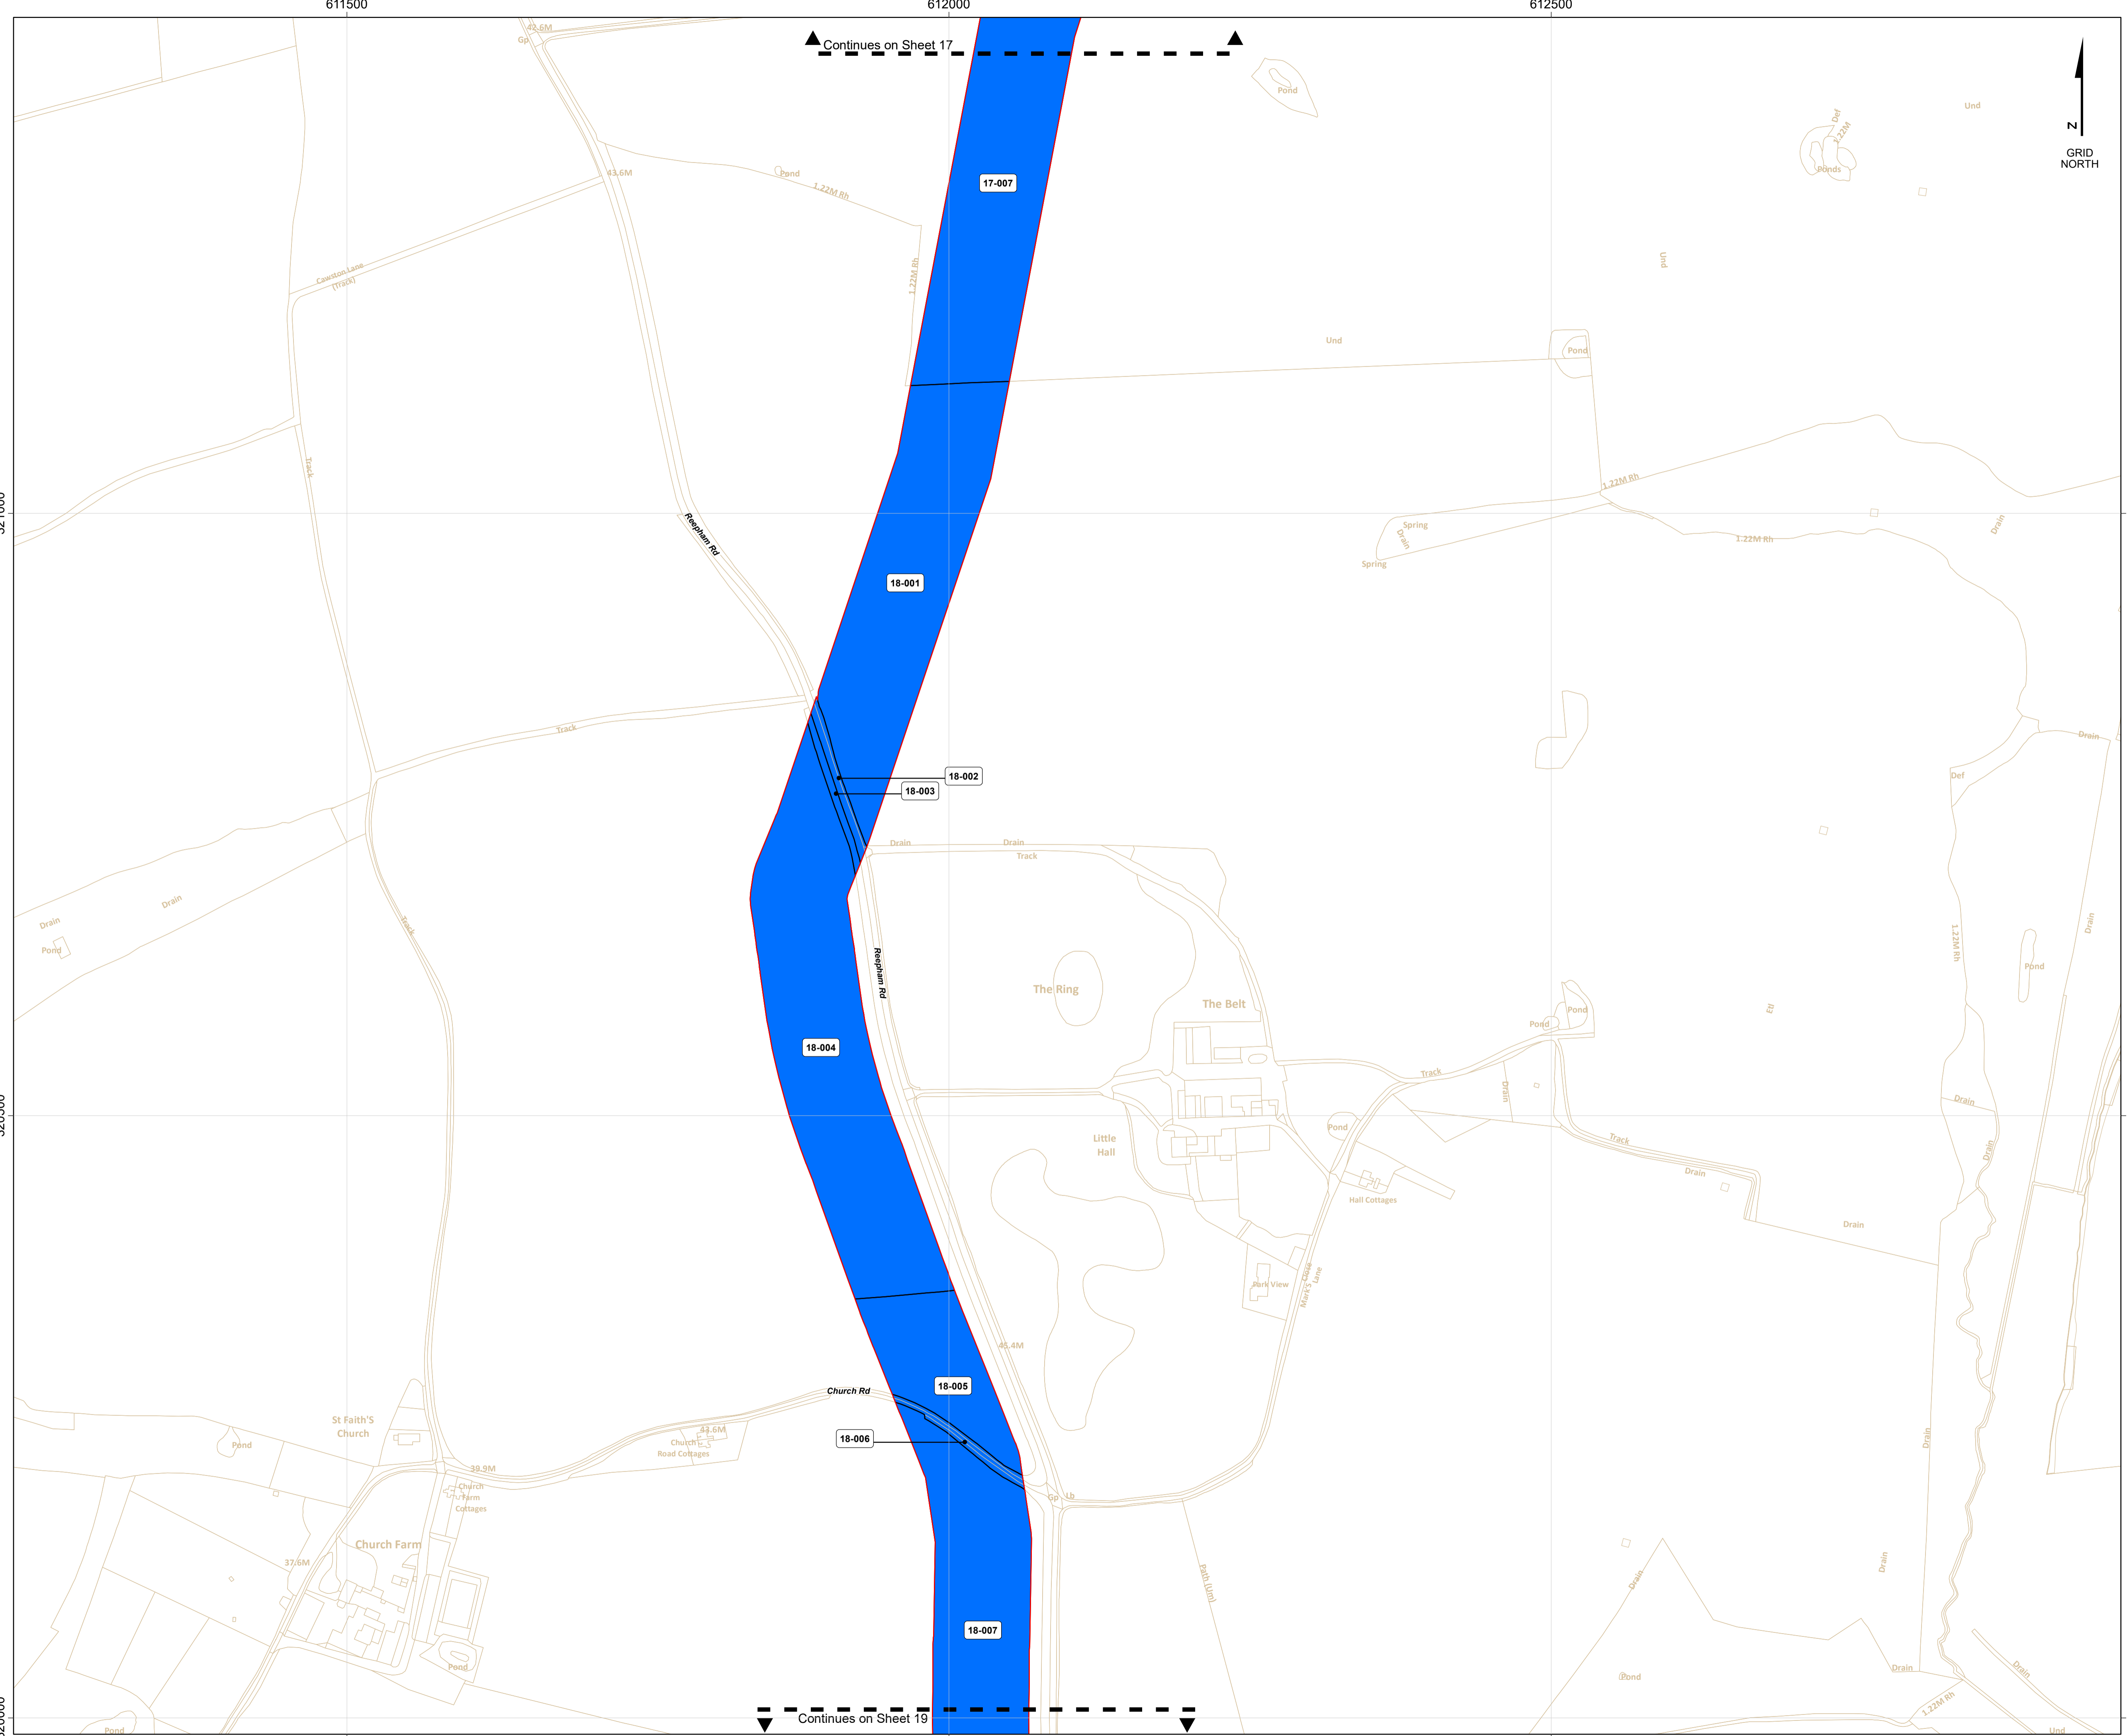 611500
612000
612500
42.6M
Gp
Continues on Sheet 17
Pond
Und
Def
1.22M
Ponds
Z
GRID
NORTH
43.6M
Pond
1.22M Rh
17-007
Cawston Lane
(Track)
1.22M Rh
Und
Und
Pond
Track
1.22M Rh
Reepham Rd
Spring
Drain
Spring
1.22M Rh
Drain
18-001
Track
Drain
18-002
18-003
Def
Drain
Drain
Track
Drain
Drain
Pond
Track
Reepham Rd
The Ring
The Belt
1.22M Rh
Drain
Pond
Pond
Pond
Etl
18-004
Track
Drain
Drain
Pond
Little
Hall
Track
Drain
Drain
Hall Cottages
Drain
Park View
Mark'S Close
Lane
45.4M
18-005
Church Rd
St Faith'S
Church
Pond
43.6M
Church
Road Cottages
18-006
39.9M
Church
Farm
Cottages
Gp
Lb
Drain
Church Farm
37.6M
Path (Um)
Drain
Drain
18-007
Pond
Pond
Drain
Drain
1.22M Rh
Continues on Sheet 19
Pond
Und